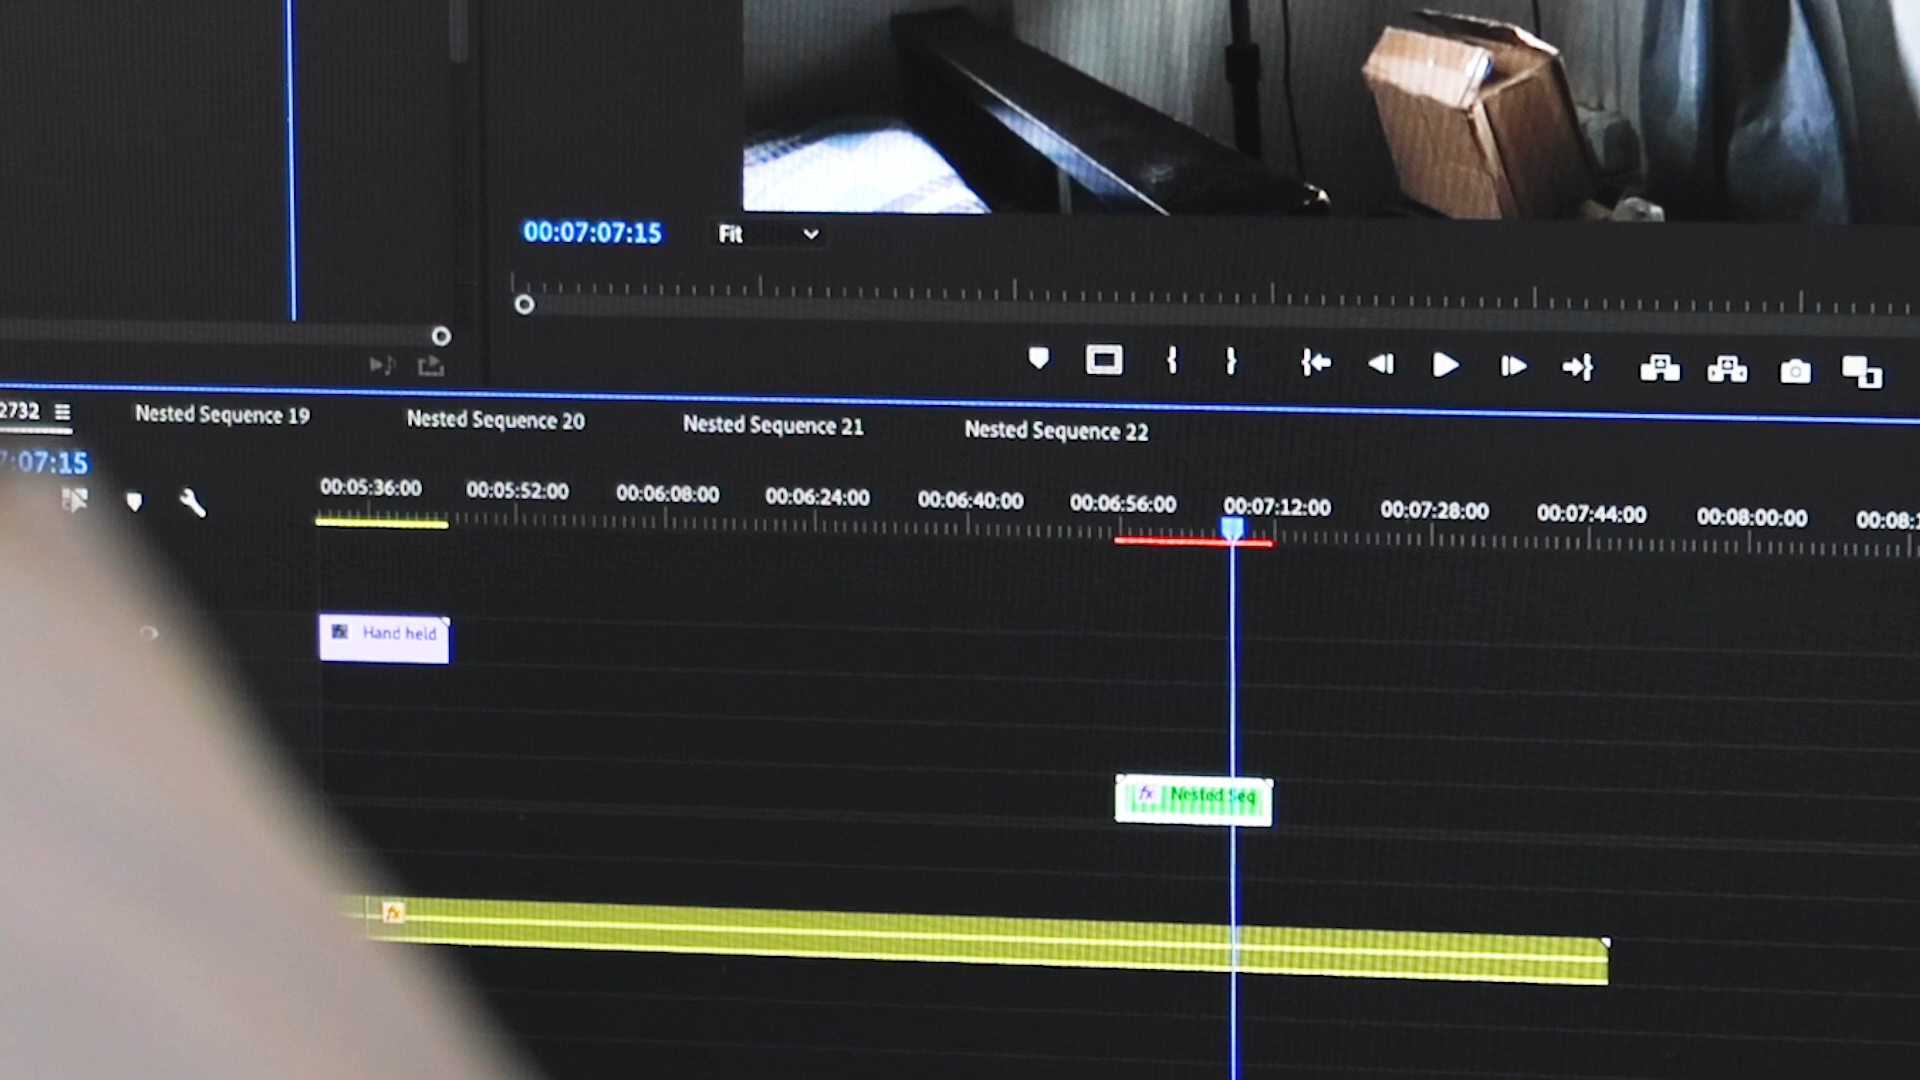 00:07:07:15 Fit
2732 Nested Sequence 19 Nested Sequence 20 Nested Sequence 21 Nested Sequence 22
7:07:15
00:05:36:00 00:05:52:00 00:06:08:00 00:06:24:00 00:06:40:00 00:06:56:00 00:07:12:00 00:07:28:00 00:07:44:00 00:08:00:00 00:08:1
fx Hand held
fx Nested Seq
fx